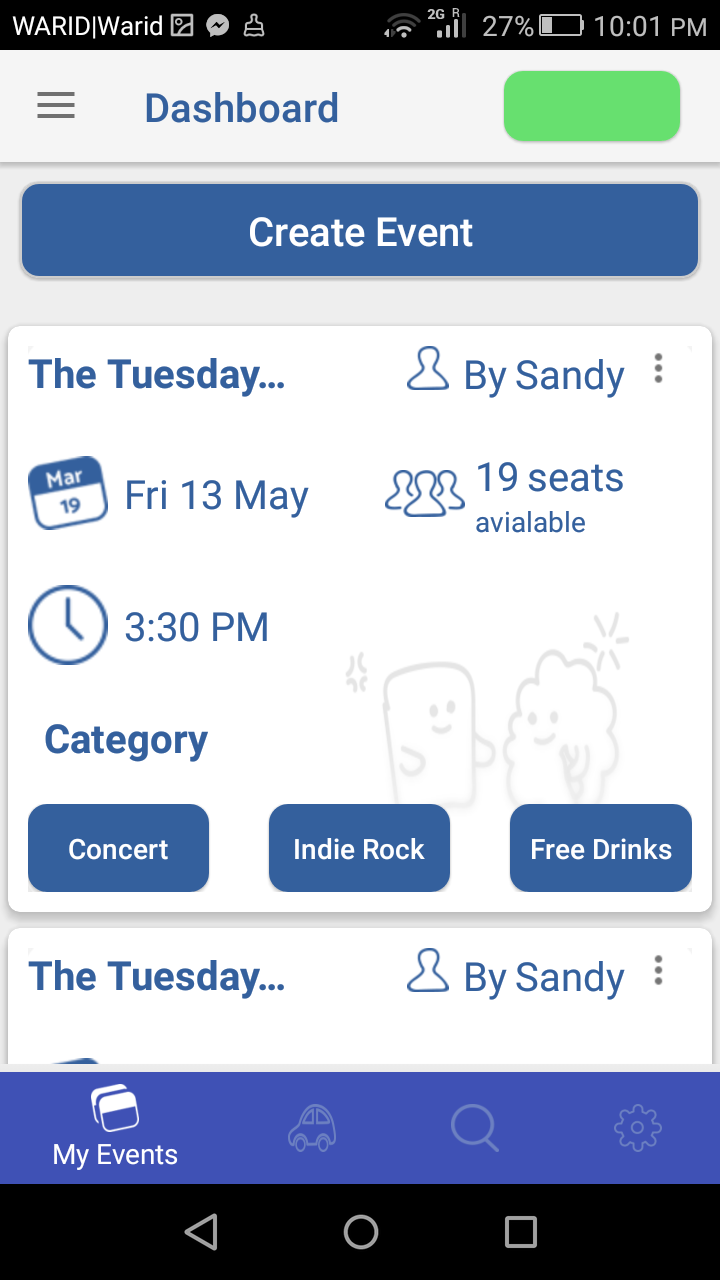 WARID|Warid 2G R 27% 10:01 PM
Dashboard
Create Event
The Tuesday... By Sandy
Mar
19
Fri 13 May
19 seats
avialable
3:30 PM
Category
Concert Indie Rock Free Drinks
The Tuesday... By Sandy
My Events